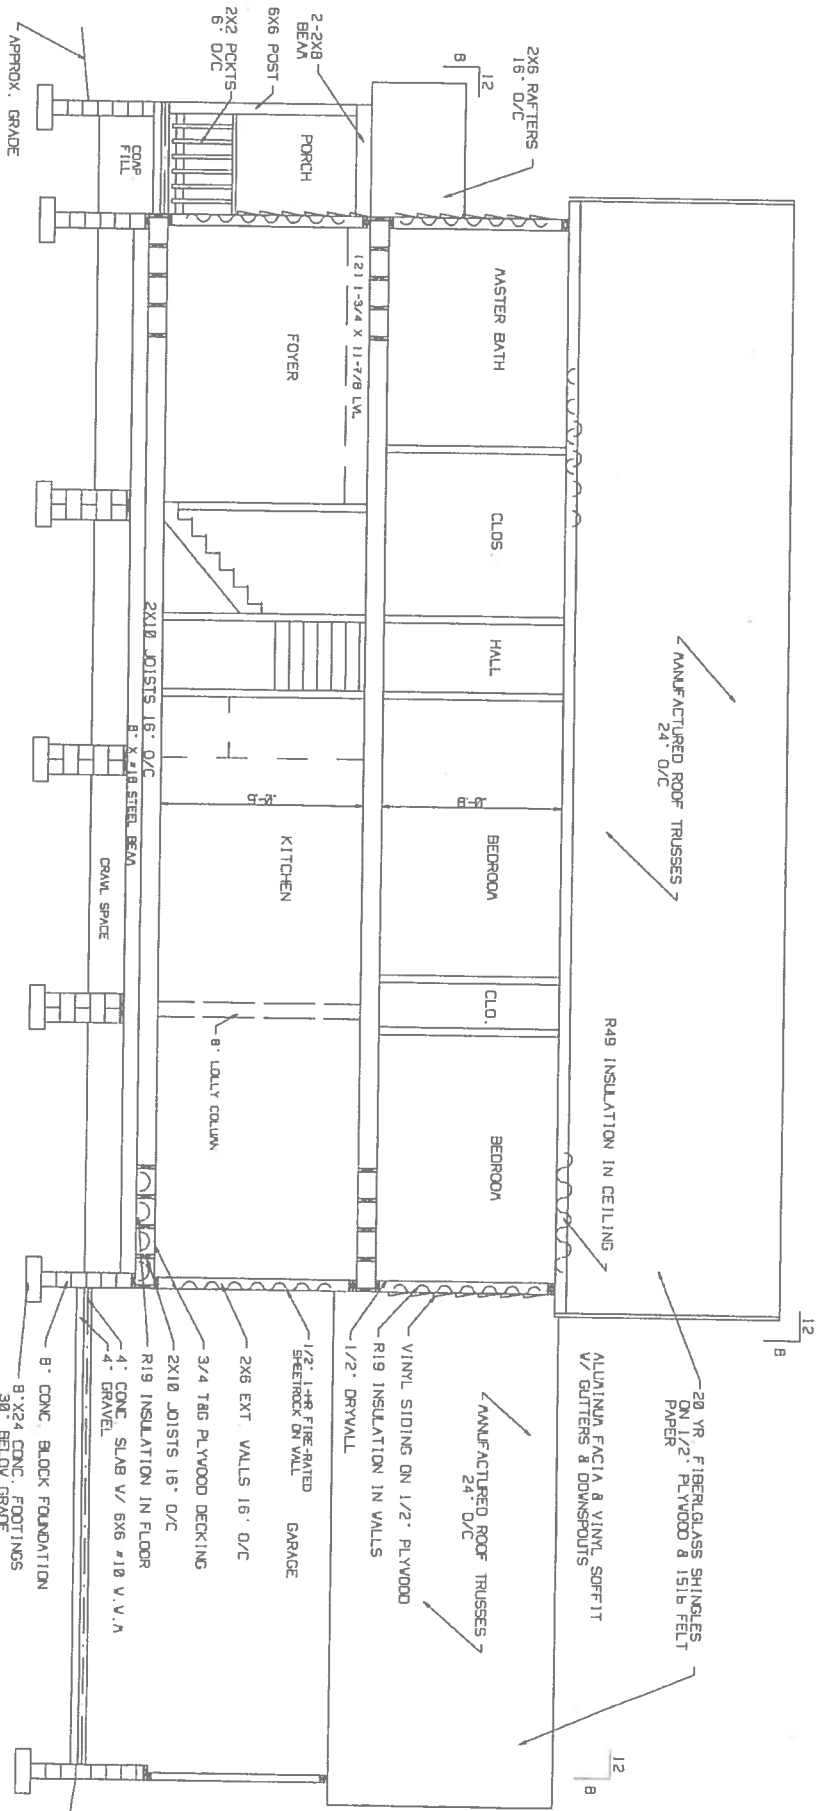 20 YR. FIBERLGLASS SHINGLES
ON 1/2" PLYWOOD & 15lb FELT
PAPER
ALUMINUM FACIA & VINYL SOFFIT
W/ GUTTERS & DOWNSPOUTS
12
8
12
8
12
8
MANUFACTURED ROOF TRUSSES
24" O/C
R49 INSULATION IN CEILING
MANUFACTURED ROOF TRUSSES
24" O/C
2X6 RAFTERS
16" O/C
MASTER BATH
CLOS.
HALL
BEDROOM
CLO.
BEDROOM
8'-0"
VINYL SIDING ON 1/2" PLYWOOD
R19 INSULATION IN WALLS
1/2" DRYWALL
2-2X8
BEAM
6X6 POST
2X2 PCKTS
6" O/C
PORCH
(2) 1-3/4 X 11-7/8 LVL
FOYER
KITCHEN
9'-0"
8" LOLLY COLUMN
1/2" 1-HR FIRE-RATED
SHEETROCK ON WALL
GARAGE
2X6 EXT. WALLS 16" O/C
3/4 T&G PLYWOOD DECKING
2X10 JOISTS 16" O/C
R19 INSULATION IN FLOOR
4" CONC. SLAB W/ 6X6 #10 W.W.M
4" GRAVEL
8" CONC. BLOCK FOUNDATION
8"X24 CONC. FOOTINGS
30" BELOW GRADE
2X10 JOISTS 16" O/C
8" X #18 STEEL BEAM
CRAWL SPACE
COMP
FILL
APPROX. GRADE